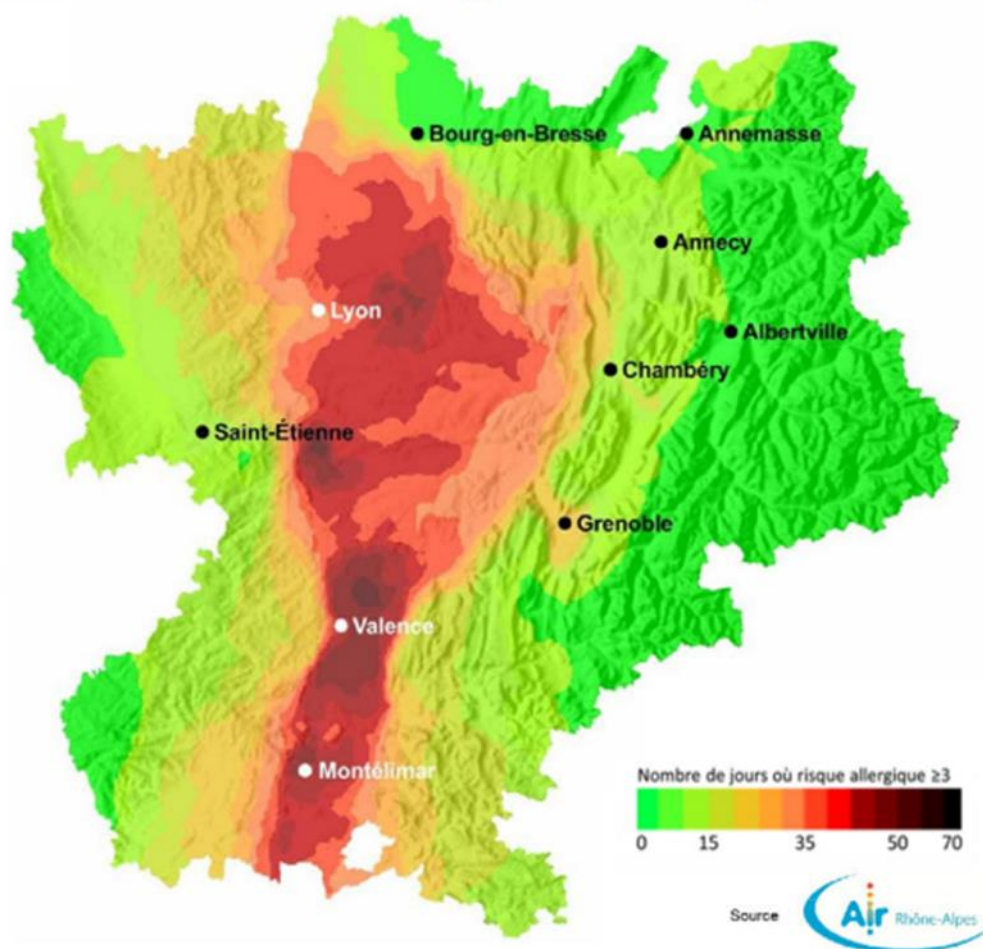 Bourg-en-Bresse
Annemasse
Annecy
Lyon
Albertville
Chambéry
Saint-Étienne
Grenoble
Valence
Montélimar
Nombre de jours où risque allergique ≥3
0 15 35 50 70
Source
Air Rhône-Alpes